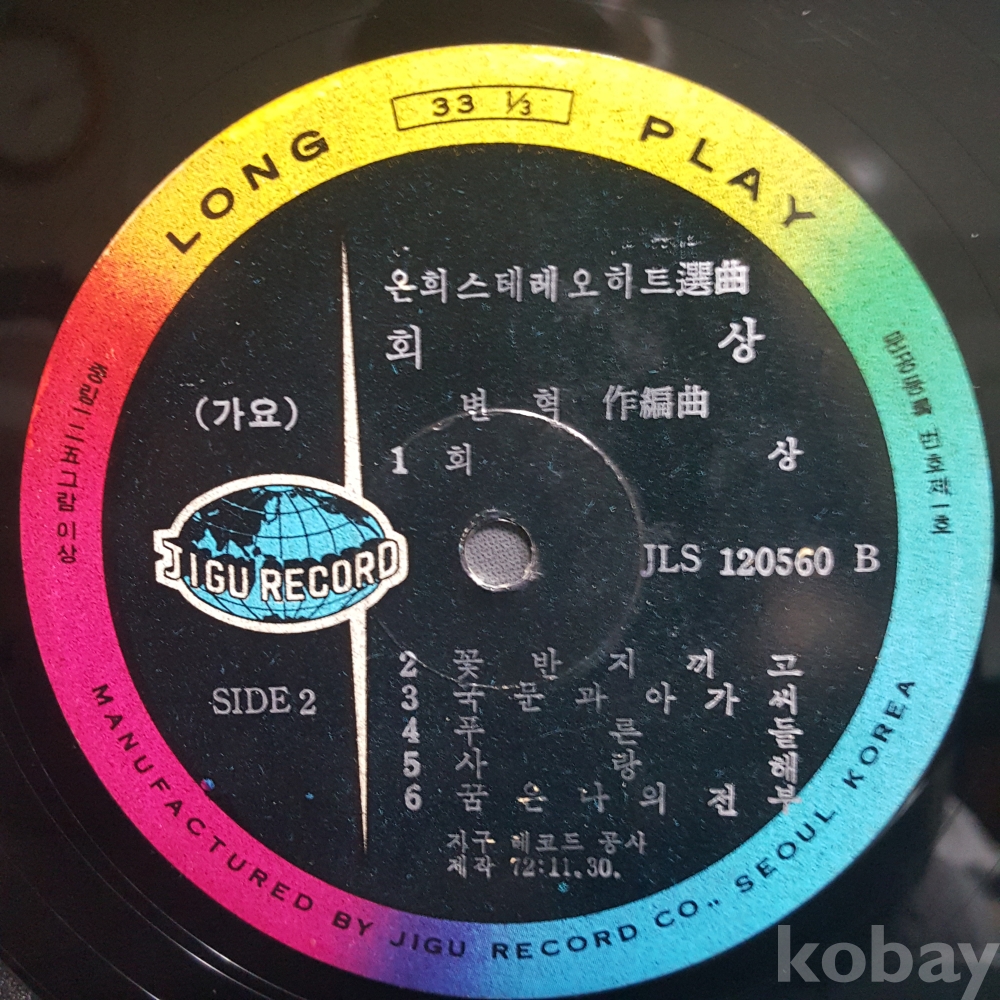 LONG PLAY
33 ⅓
온희스테레오히트選曲
회 상
(가요)
변 혁 作編曲
1 회 상
JIGU RECORD
JLS 120560 B
SIDE 2
2 꽃 반 지 끼 고
3 국 문 과 아 가 씨
4 푸 른 들
5 사 랑 해
6 꿈 은 나 의 전 부
지구 레코드 공사
제작 72:11.30.
그람이상
MANUFACTURED BY JIGU RECORD CO., SEOUL KOREA
kobay